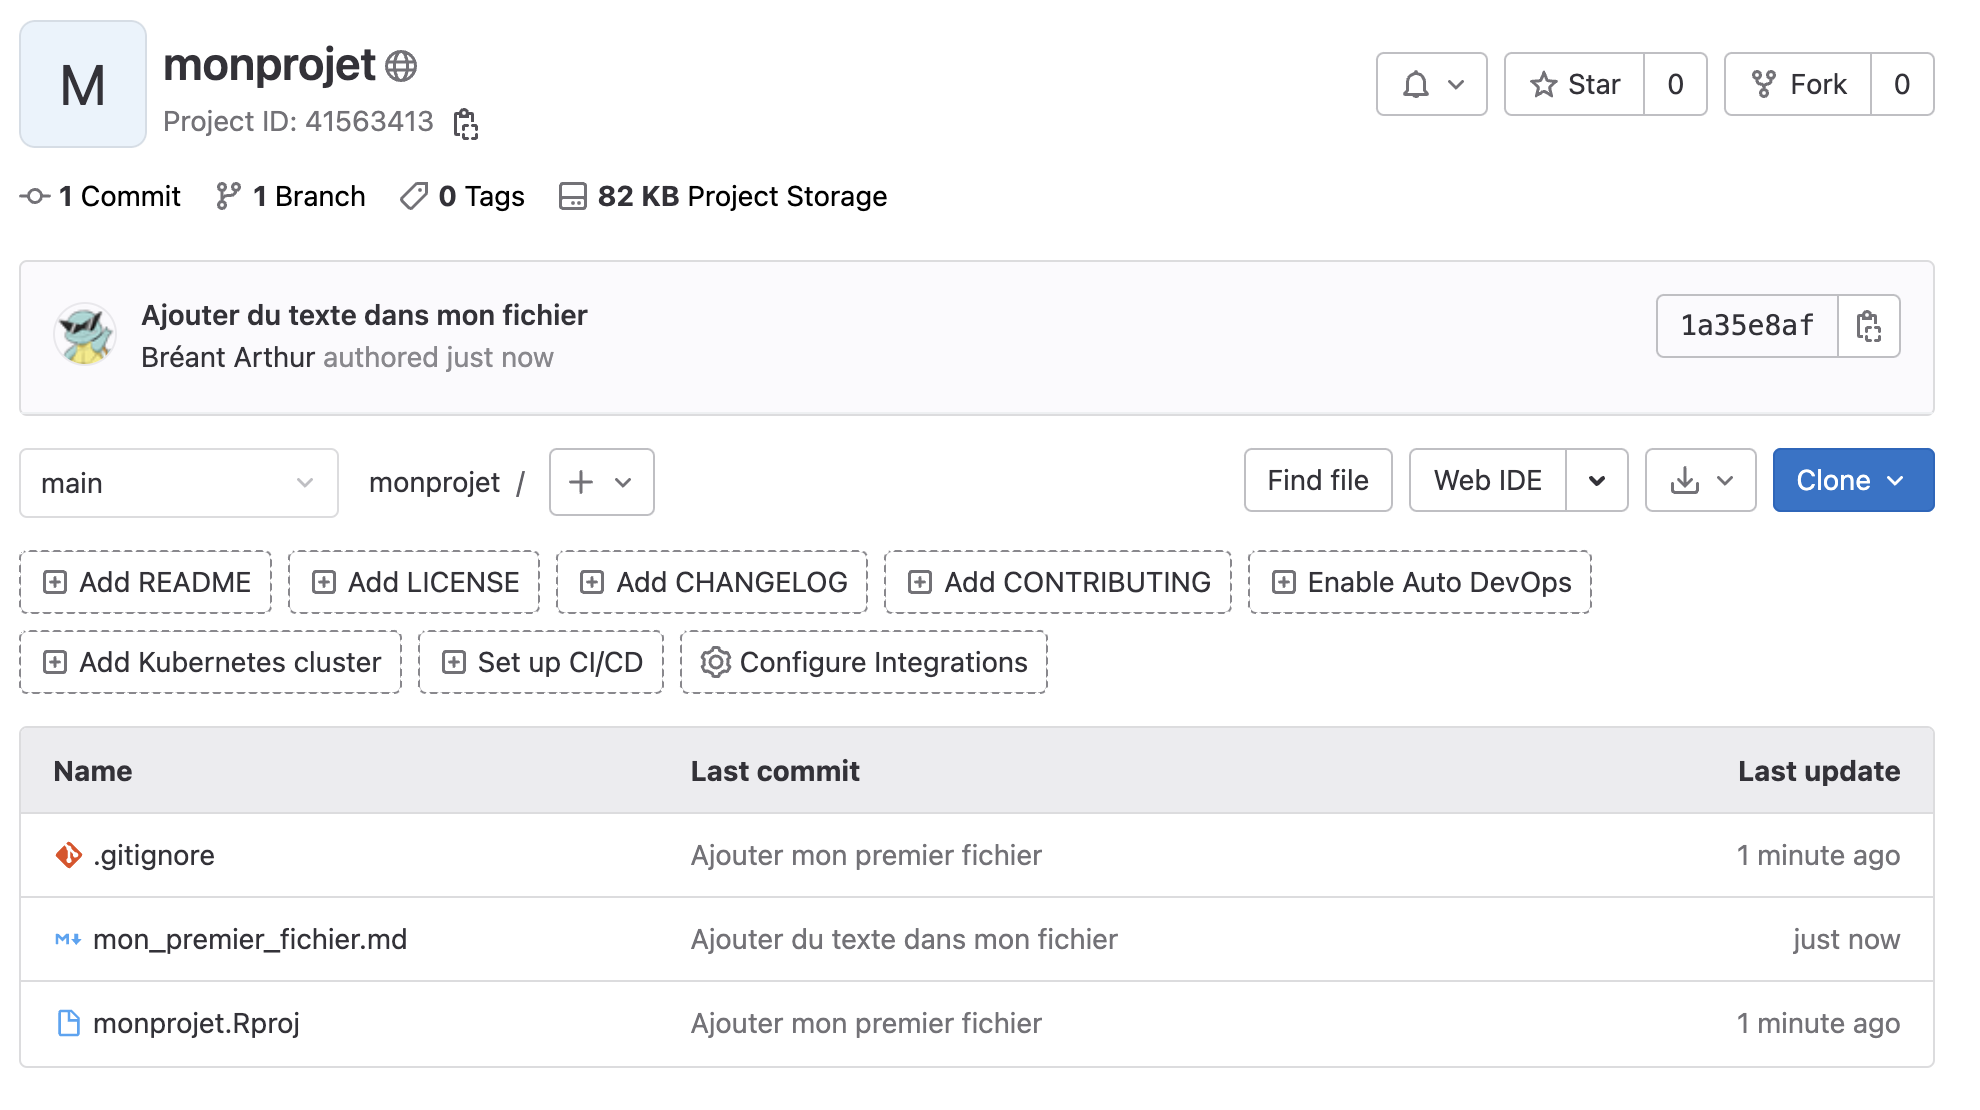 M
monprojet
Project ID: 41563413
Star 0
Fork 0
1 Commit 1 Branch 0 Tags 82 KB Project Storage
Ajouter du texte dans mon fichier
Bréant Arthur authored just now
1a35e8af
main monprojet / + Find file Web IDE Clone
Add README Add LICENSE Add CHANGELOG Add CONTRIBUTING Enable Auto DevOps
Add Kubernetes cluster Set up CI/CD Configure Integrations
Name Last commit Last update
.gitignore Ajouter mon premier fichier 1 minute ago
mon_premier_fichier.md Ajouter du texte dans mon fichier just now
monprojet.Rproj Ajouter mon premier fichier 1 minute ago